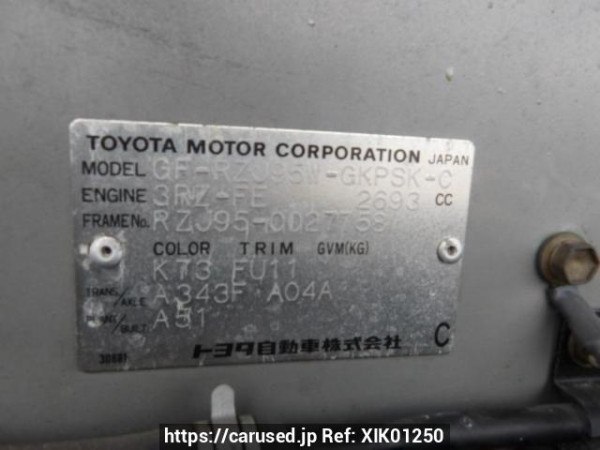 TOYOTA MOTOR CORPORATION JAPAN
MODEL GF-RZJ95W-GKPSK-C
ENGINE 3RZ-FE 2693 CC
FRAME No. RZJ95-0027758
COLOR TRIM GVM(KG)
K73 FU11
TRANS/AXLE A343F A04A
PLANT/BUILT A51
トヨタ自動車株式会社 C
https://carused.jp Ref: XIK01250